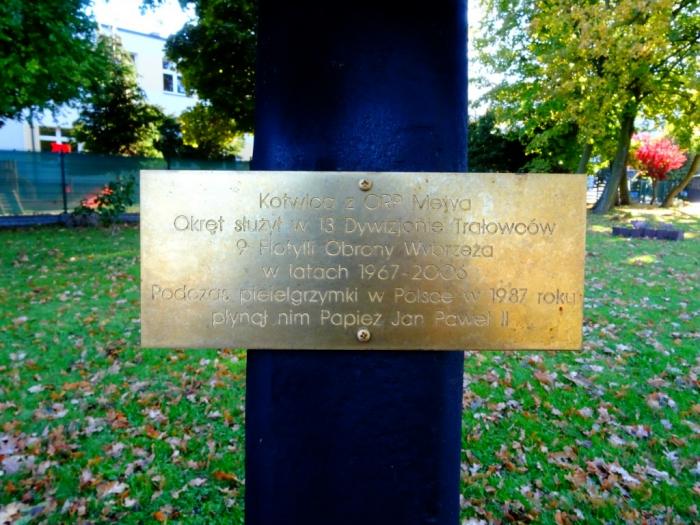 Kotwica z ORP Mewa
Okręt służył w 13 Dywizjonie Trałowców
9 Flotylli Obrony Wybrzeża
w latach 1967-2006
Podczas pielelgrzymki w Polsce w 1987 roku
płynął nim Papież Jan Paweł II